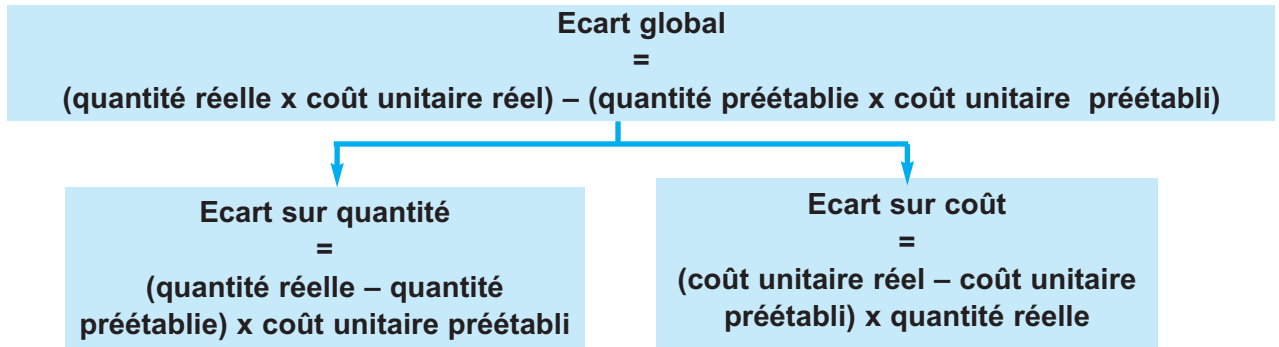 Ecart global
=
(quantité réelle x coût unitaire réel) – (quantité préétablie x coût unitaire préétabli)
Ecart sur quantité
=
(quantité réelle – quantité
préétablie) x coût unitaire préétabli
Ecart sur coût
=
(coût unitaire réel – coût unitaire
préétabli) x quantité réelle